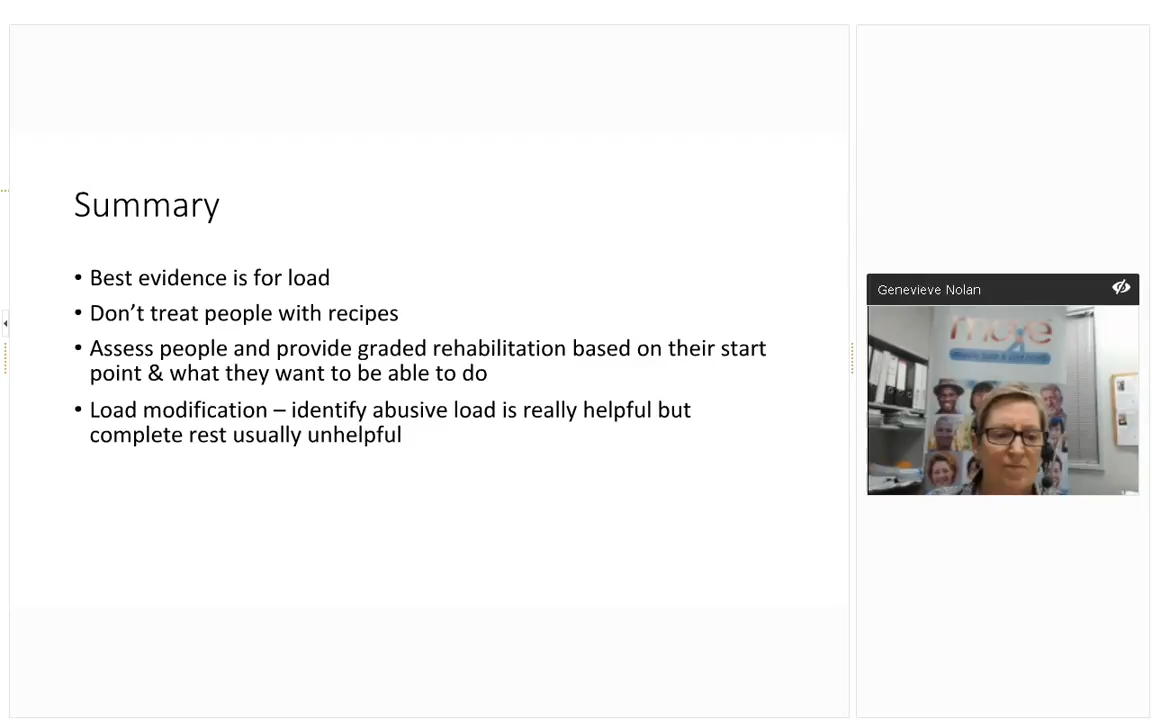 Summary
• Best evidence is for load
• Don’t treat people with recipes
• Assess people and provide graded rehabilitation based on their start
point & what they want to be able to do
• Load modification – identify abusive load is really helpful but
complete rest usually unhelpful
Genevieve Nolan